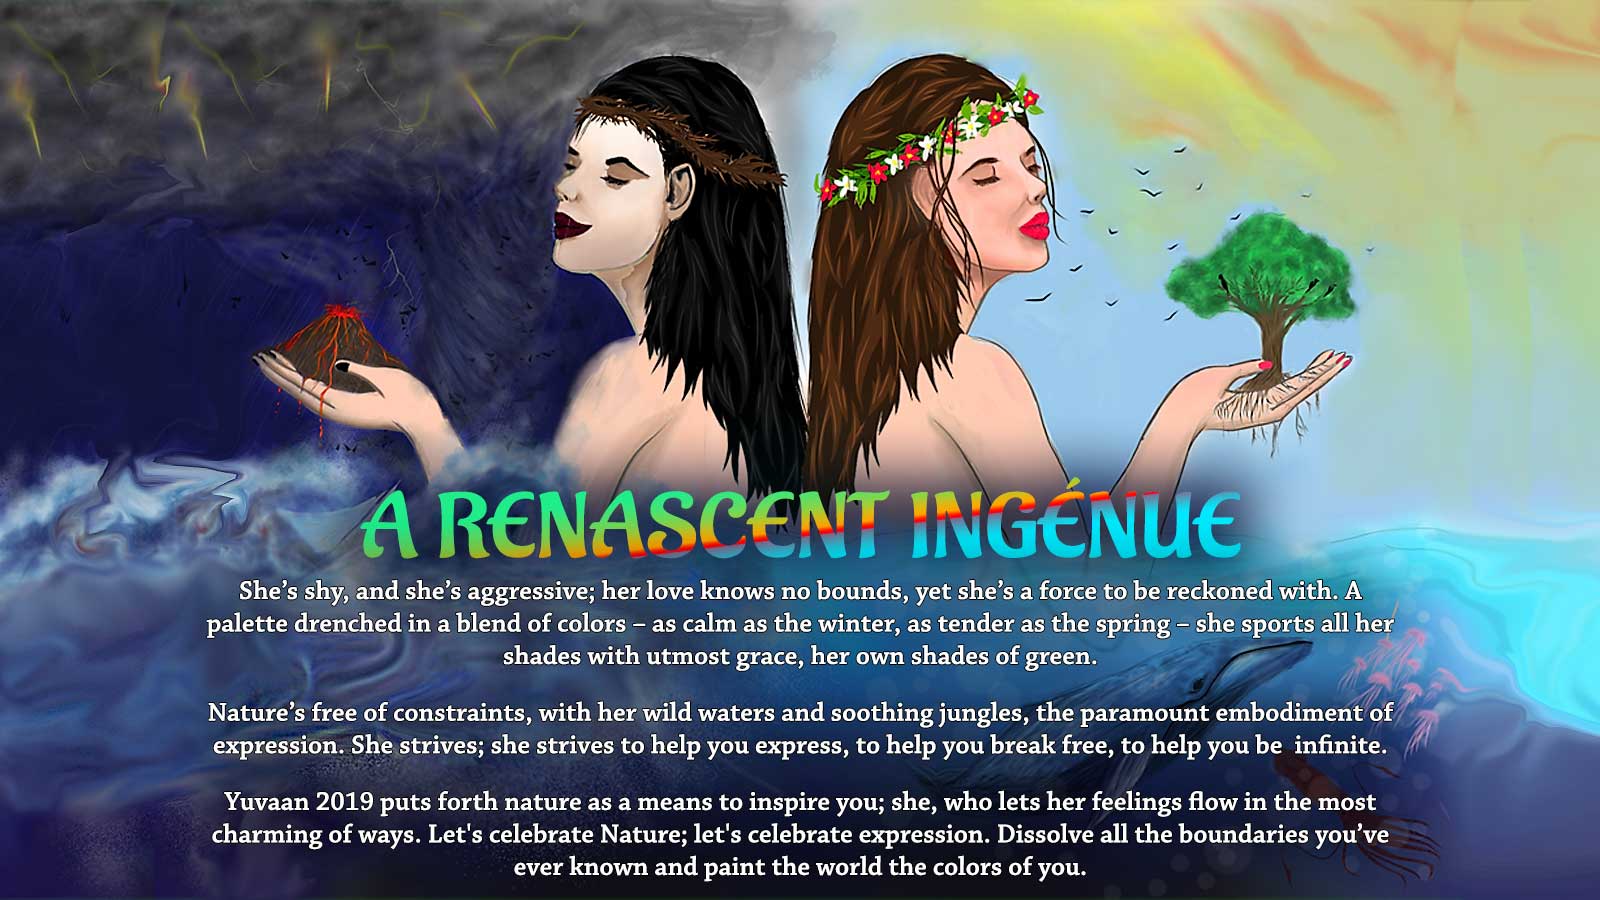 A RENASCENT INGÉNUE
She’s shy, and she’s aggressive; her love knows no bounds, yet she’s a force to be reckoned with. A
palette drenched in a blend of colors – as calm as the winter, as tender as the spring – she sports all her
shades with utmost grace, her own shades of green.
Nature’s free of constraints, with her wild waters and soothing jungles, the paramount embodiment of
expression. She strives; she strives to help you express, to help you break free, to help you be  infinite.
Yuvaan 2019 puts forth nature as a means to inspire you; she, who lets her feelings flow in the most
charming of ways. Let's celebrate Nature; let's celebrate expression. Dissolve all the boundaries you’ve
ever known and paint the world the colors of you.